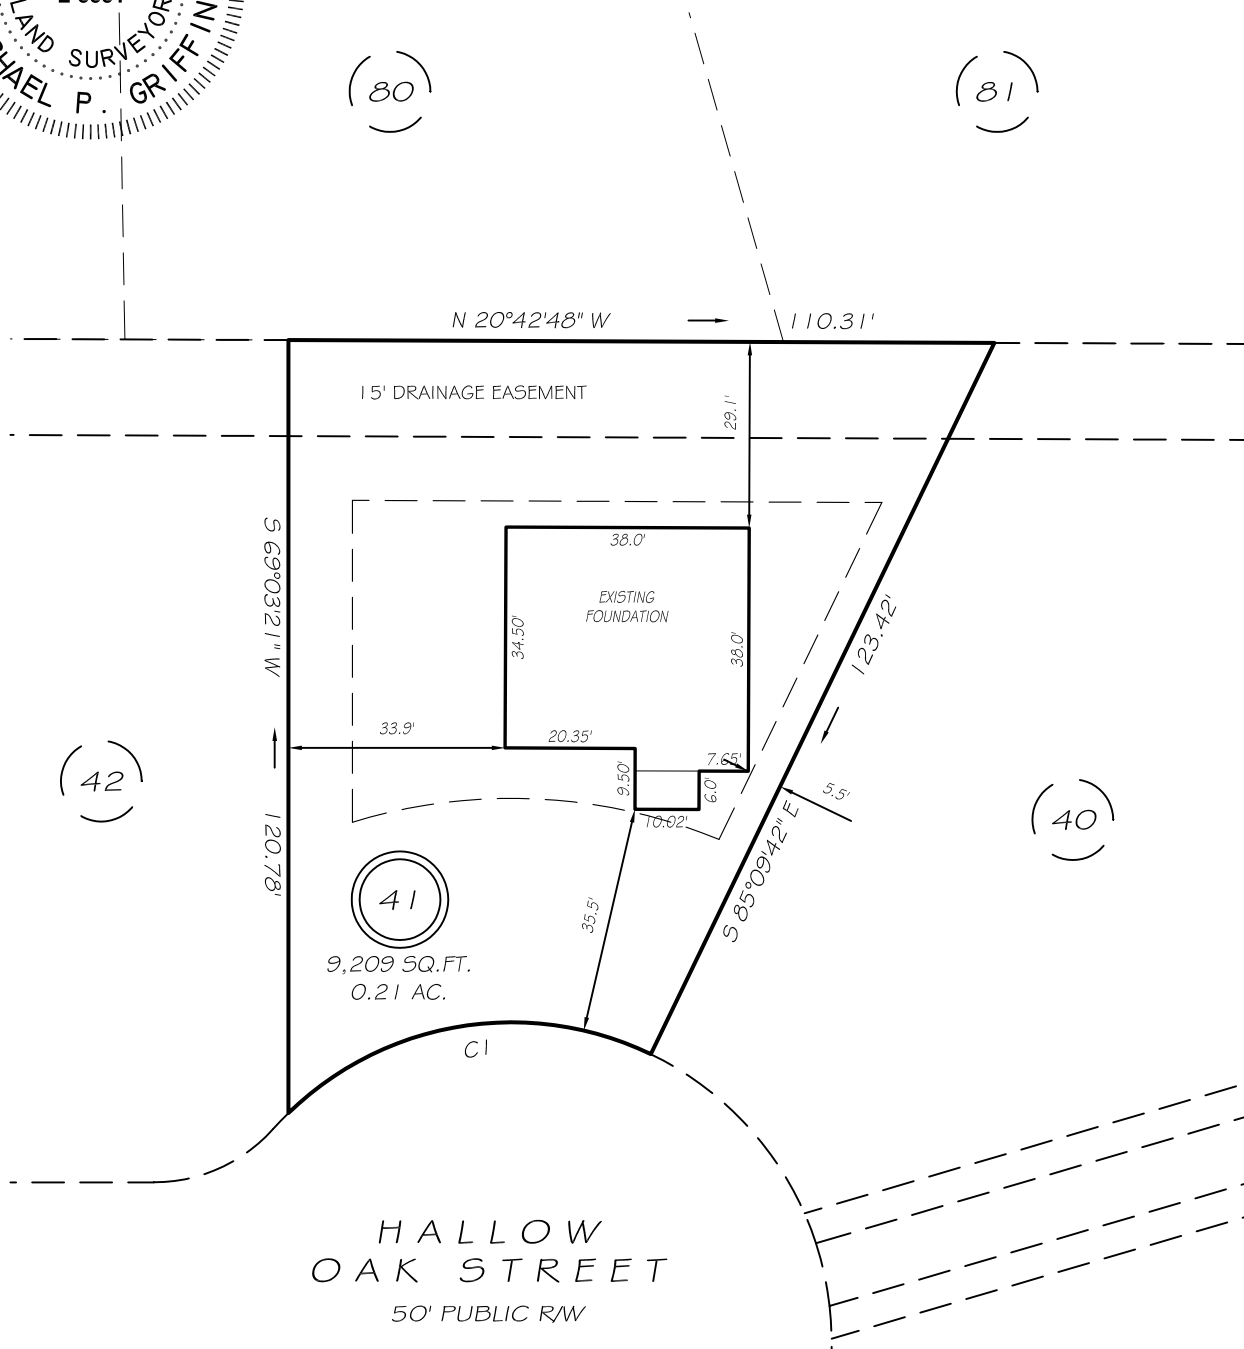 LAND SURVEYOR
P. GRIFFIN
80
81
N 20°42'48" W
110.31'
15' DRAINAGE EASEMENT
29.1'
S 69°03'21" W
120.78'
38.0'
EXISTING
FOUNDATION
34.50'
38.0'
123.42'
33.9'
20.35'
7.65'
9.50'
6.0'
10.02'
5.5'
S 85°09'42" E
42
40
41
9,209 SQ.FT.
0.21 AC.
35.5'
C1
HALLOW
OAK STREET
50' PUBLIC R/W